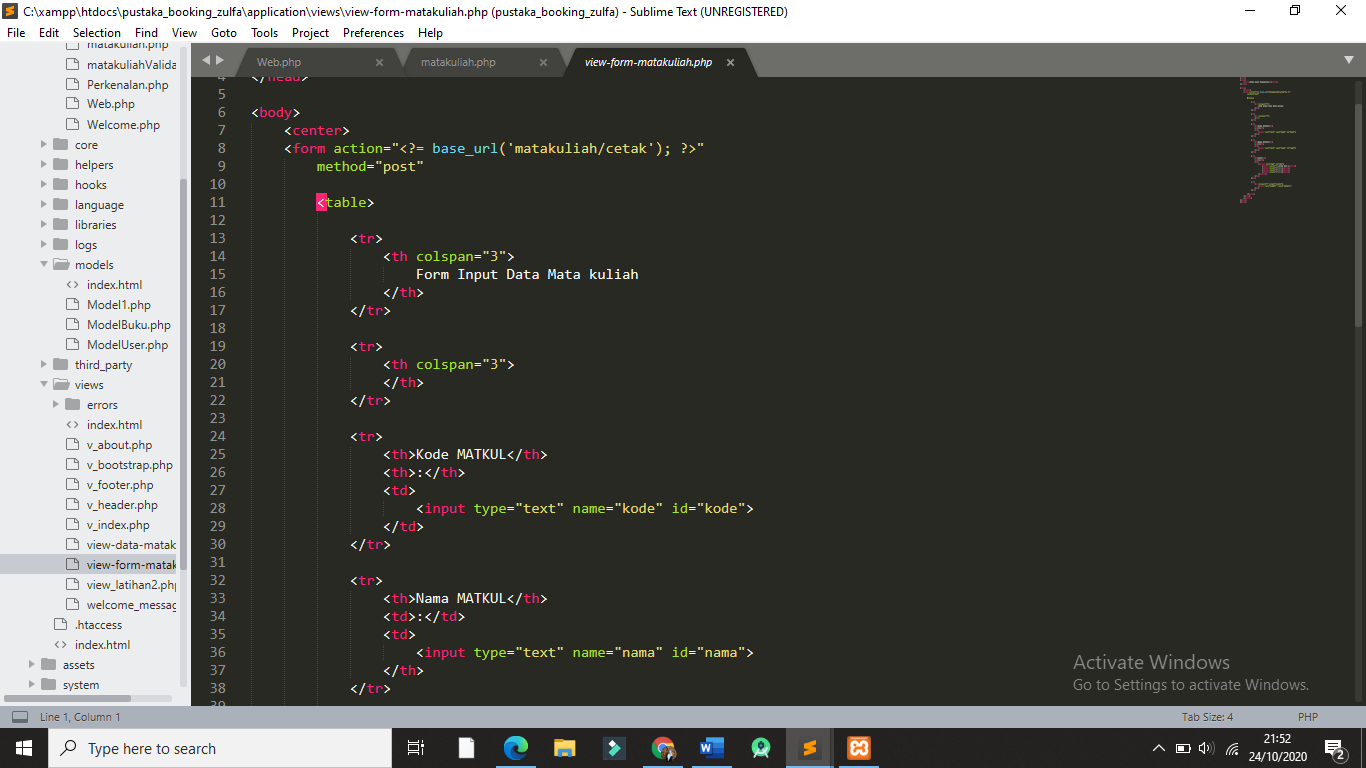 C:\xampp\htdocs\pustaka_booking_zulfa\application\views\view-form-matakuliah.php (pustaka_booking_zulfa) - Sublime Text (UNREGISTERED)
File Edit Selection Find View Goto Tools Project Preferences Help
matakuliah.php
matakuliahValida
Perkenalan.php
Web.php
Welcome.php
core
helpers
hooks
language
libraries
logs
models
index.html
Model1.php
ModelBuku.php
ModelUser.php
third_party
views
errors
index.html
v_about.php
v_bootstrap.php
v_footer.php
v_header.php
v_index.php
view-data-matak
view-form-matak
view_latihan2.ph
welcome_messag
.htaccess
index.html
assets
system
Web.php
matakuliah.php
view-form-matakuliah.php
4 </head>
5
6 <body>
7 <center>
8 <form action="<?= base_url('matakuliah/cetak'); ?>"
9 method="post"
10
11 <table>
12
13 <tr>
14 <th colspan="3">
15 Form Input Data Mata kuliah
16 </th>
17 </tr>
18
19 <tr>
20 <th colspan="3">
21 </th>
22 </tr>
23
24 <tr>
25 <th>Kode MATKUL</th>
26 <th>:</th>
27 <td>
28 <input type="text" name="kode" id="kode">
29 </td>
30 </tr>
31
32 <tr>
33 <th>Nama MATKUL</th>
34 <td>:</td>
35 <td>
36 <input type="text" name="nama" id="nama">
37 </th>
38 </tr>
39
Activate Windows
Go to Settings to activate Windows.
Line 1, Column 1
Tab Size: 4
PHP
Type here to search
21:52
24/10/2020
2